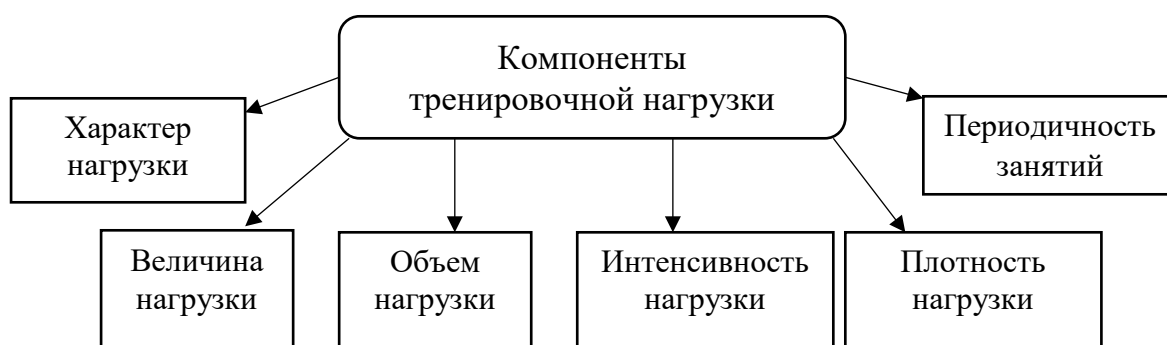 Компоненты
тренировочной нагрузки
Характер
нагрузки
Периодичность
занятий
Величина
нагрузки
Объем
нагрузки
Интенсивность
нагрузки
Плотность
нагрузки